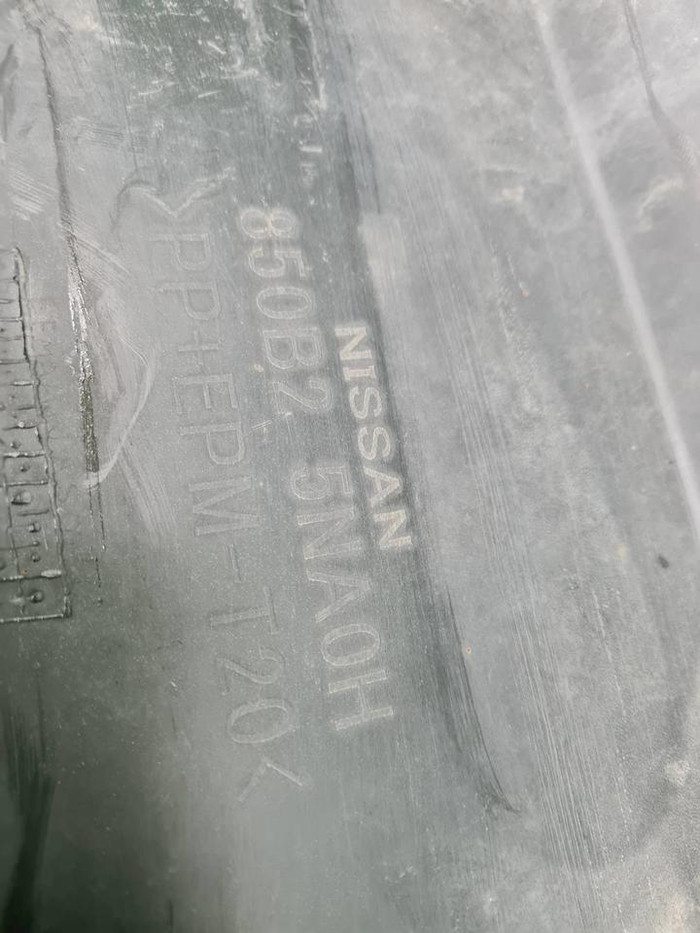 NISSAN
850B2 5NA0H
>PP+EPM-T20<